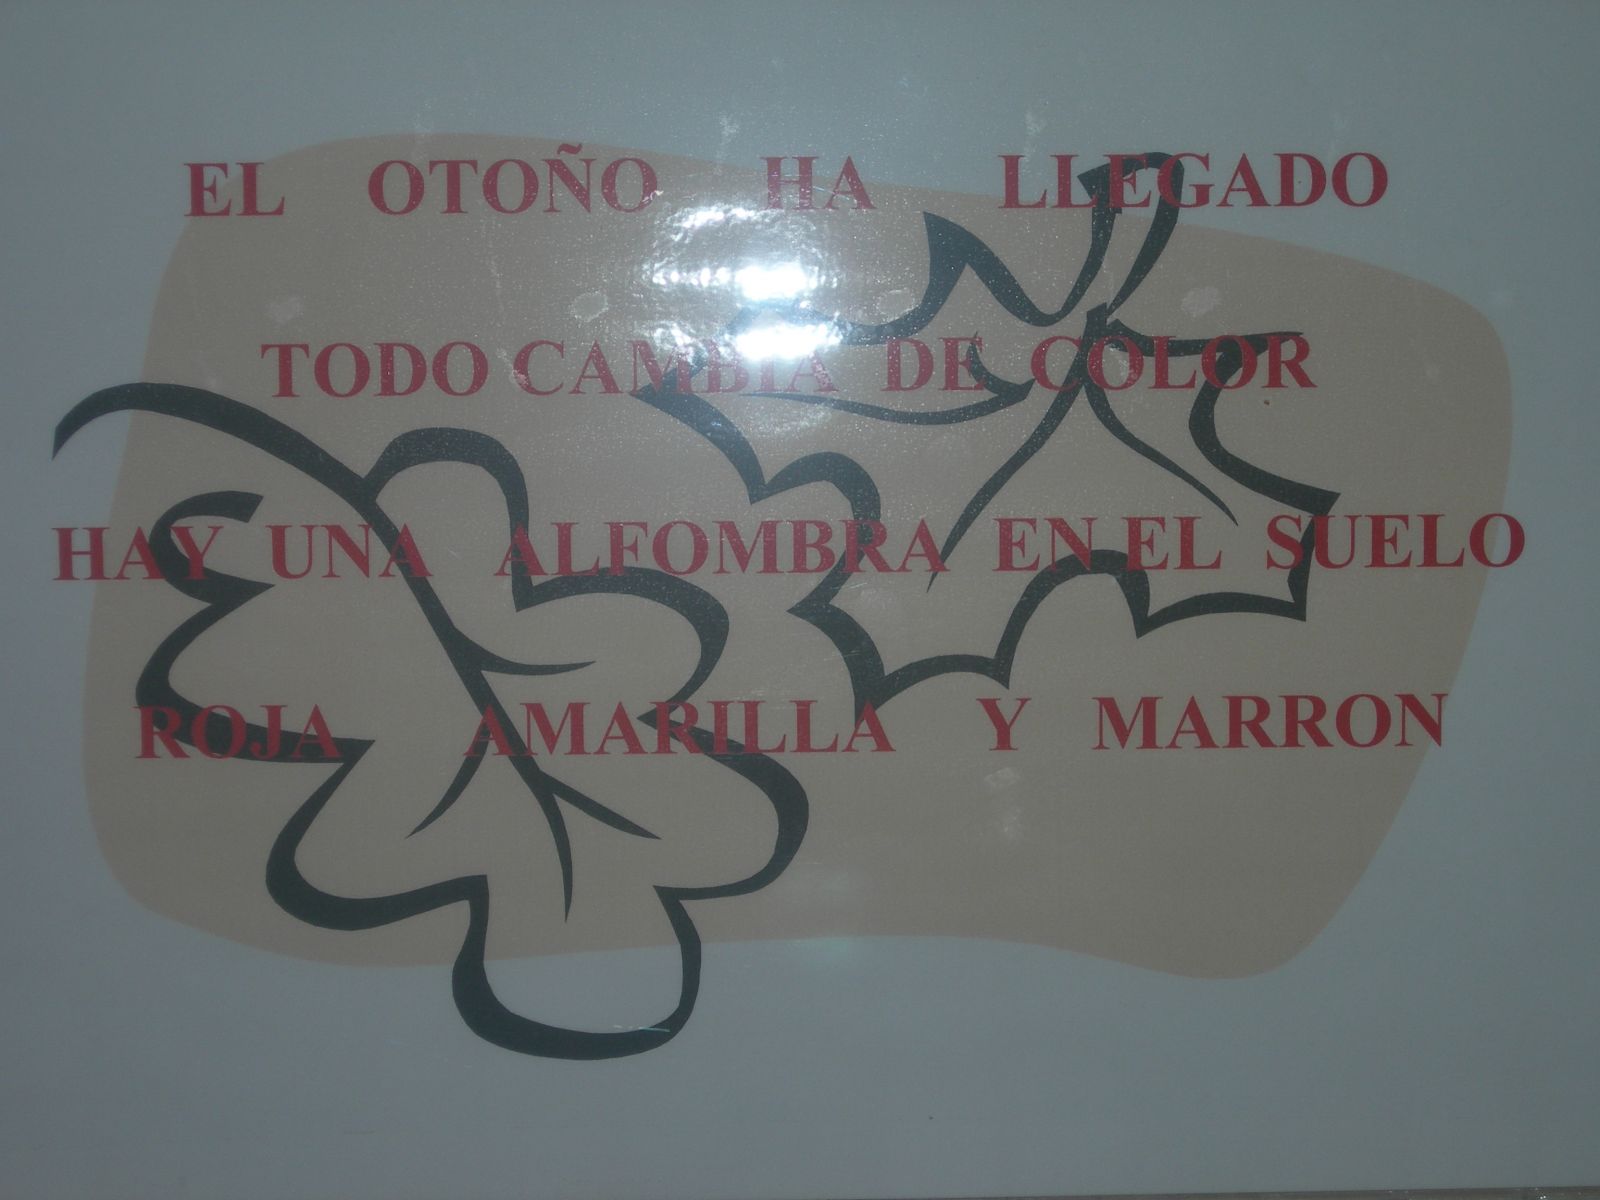 EL OTOÑO HA LLEGADO
TODO CAMBIA DE COLOR
HAY UNA ALFOMBRA EN EL SUELO
ROJA AMARILLA Y MARRON